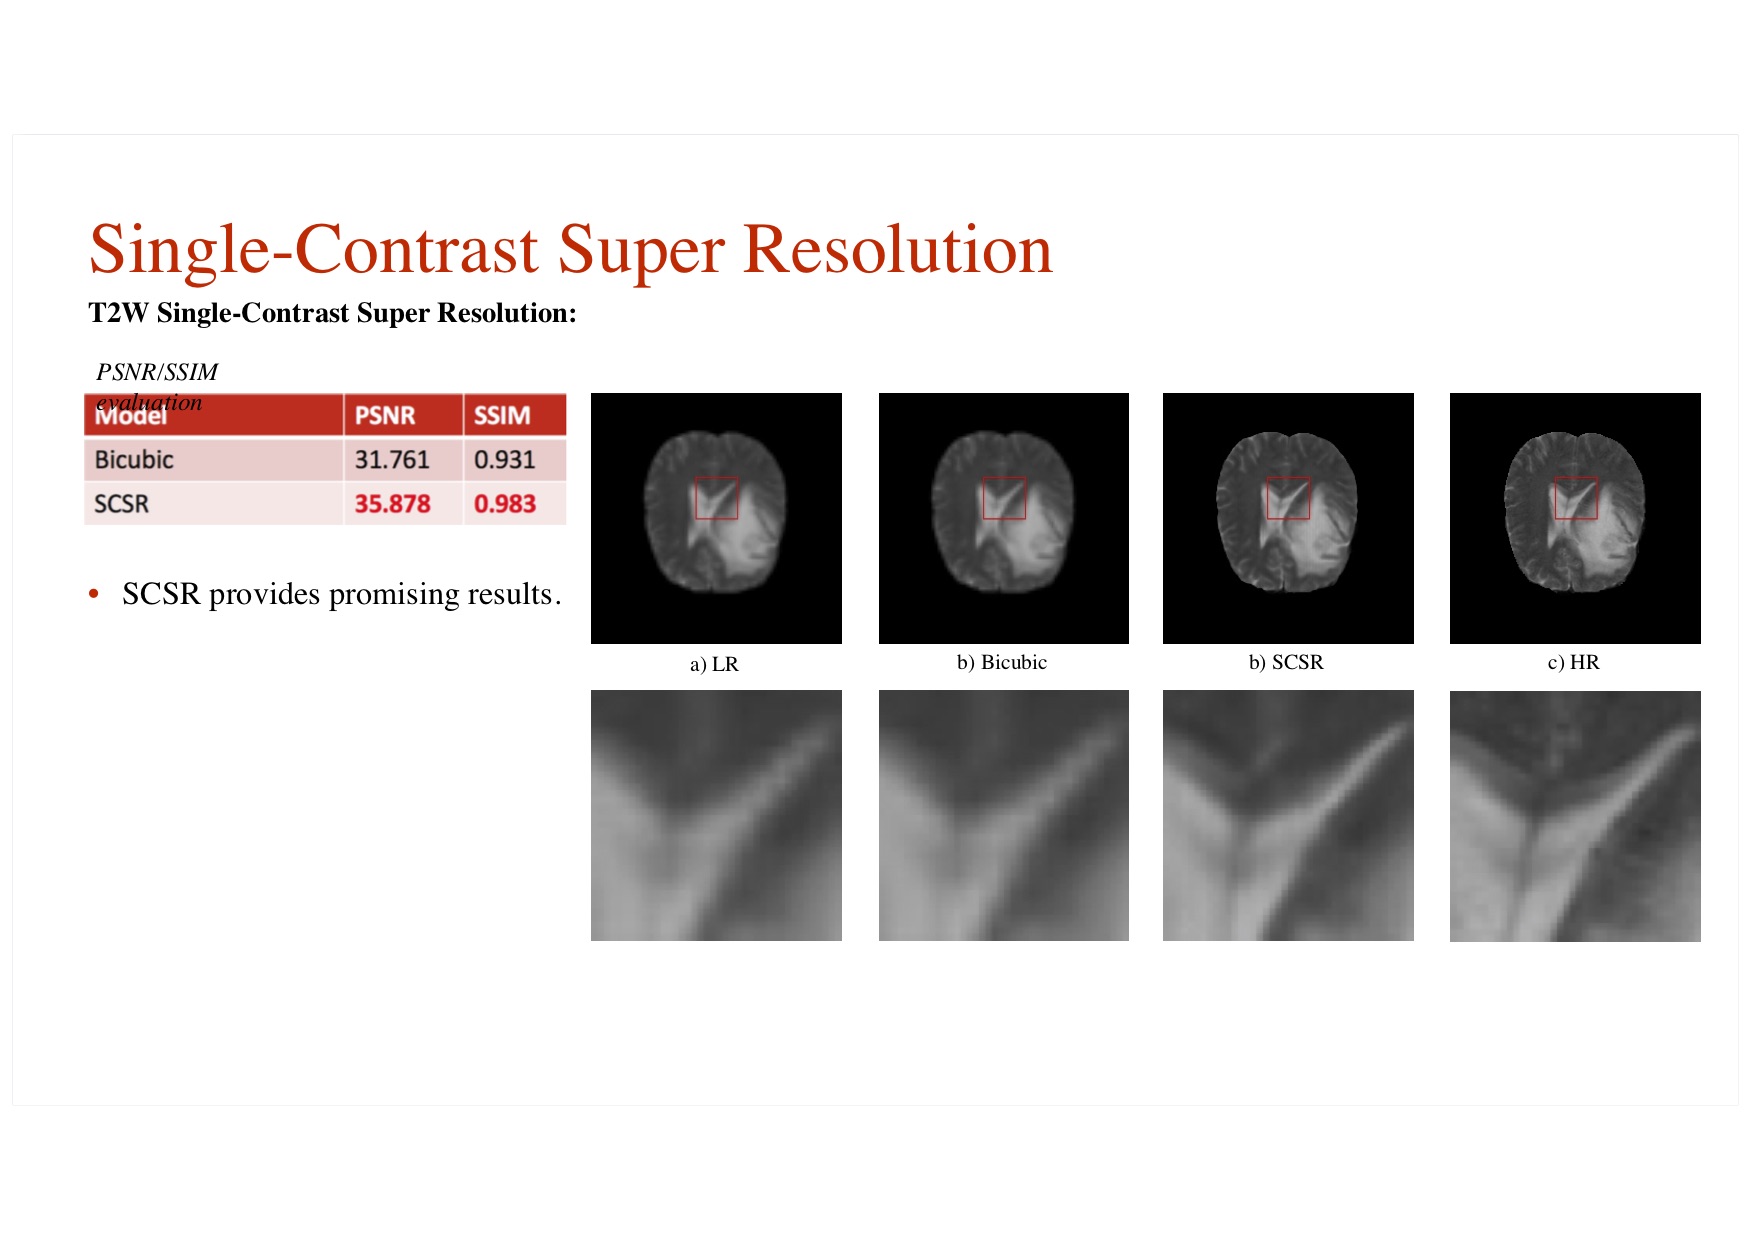 Single-Contrast Super Resolution
T2W Single-Contrast Super Resolution:
PSNR/SSIM
evaluation
Model PSNR SSIM
Bicubic 31.761 0.931
SCSR 35.878 0.983
• SCSR provides promising results.
a) LR
b) Bicubic
b) SCSR
c) HR